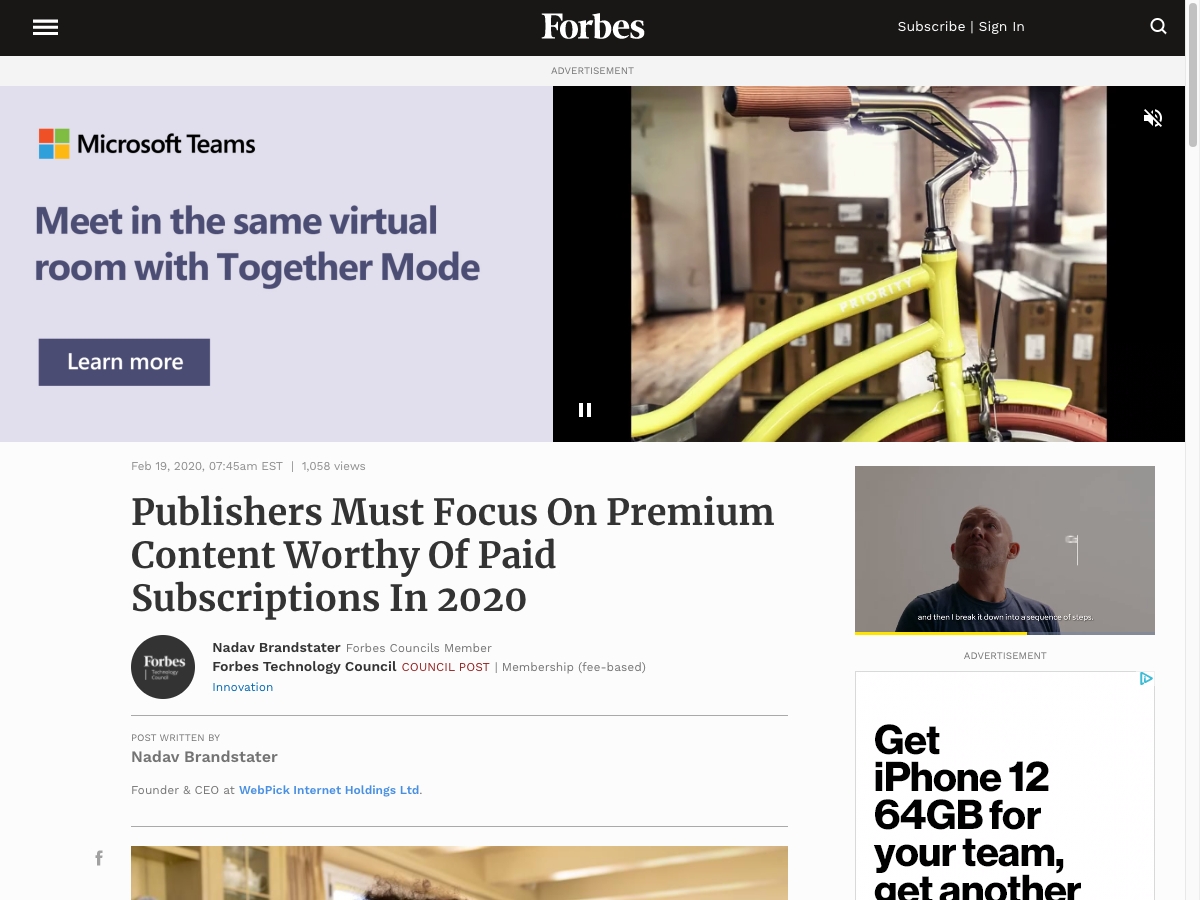 Forbes
Subscribe | Sign In
ADVERTISEMENT
Microsoft Teams
Meet in the same virtual
room with Together Mode
Learn more
PRIORITY
Feb 19, 2020, 07:45am EST | 1,058 views
Publishers Must Focus On Premium
Content Worthy Of Paid
Subscriptions In 2020
Forbes
Technology
Council
Nadav Brandstater Forbes Councils Member
Forbes Technology Council COUNCIL POST | Membership (fee-based)
Innovation
POST WRITTEN BY
Nadav Brandstater
Founder & CEO at WebPick Internet Holdings Ltd.
f
and then I break it down into a sequence of steps.
ADVERTISEMENT
Get
iPhone 12
64GB for
your team,
get another